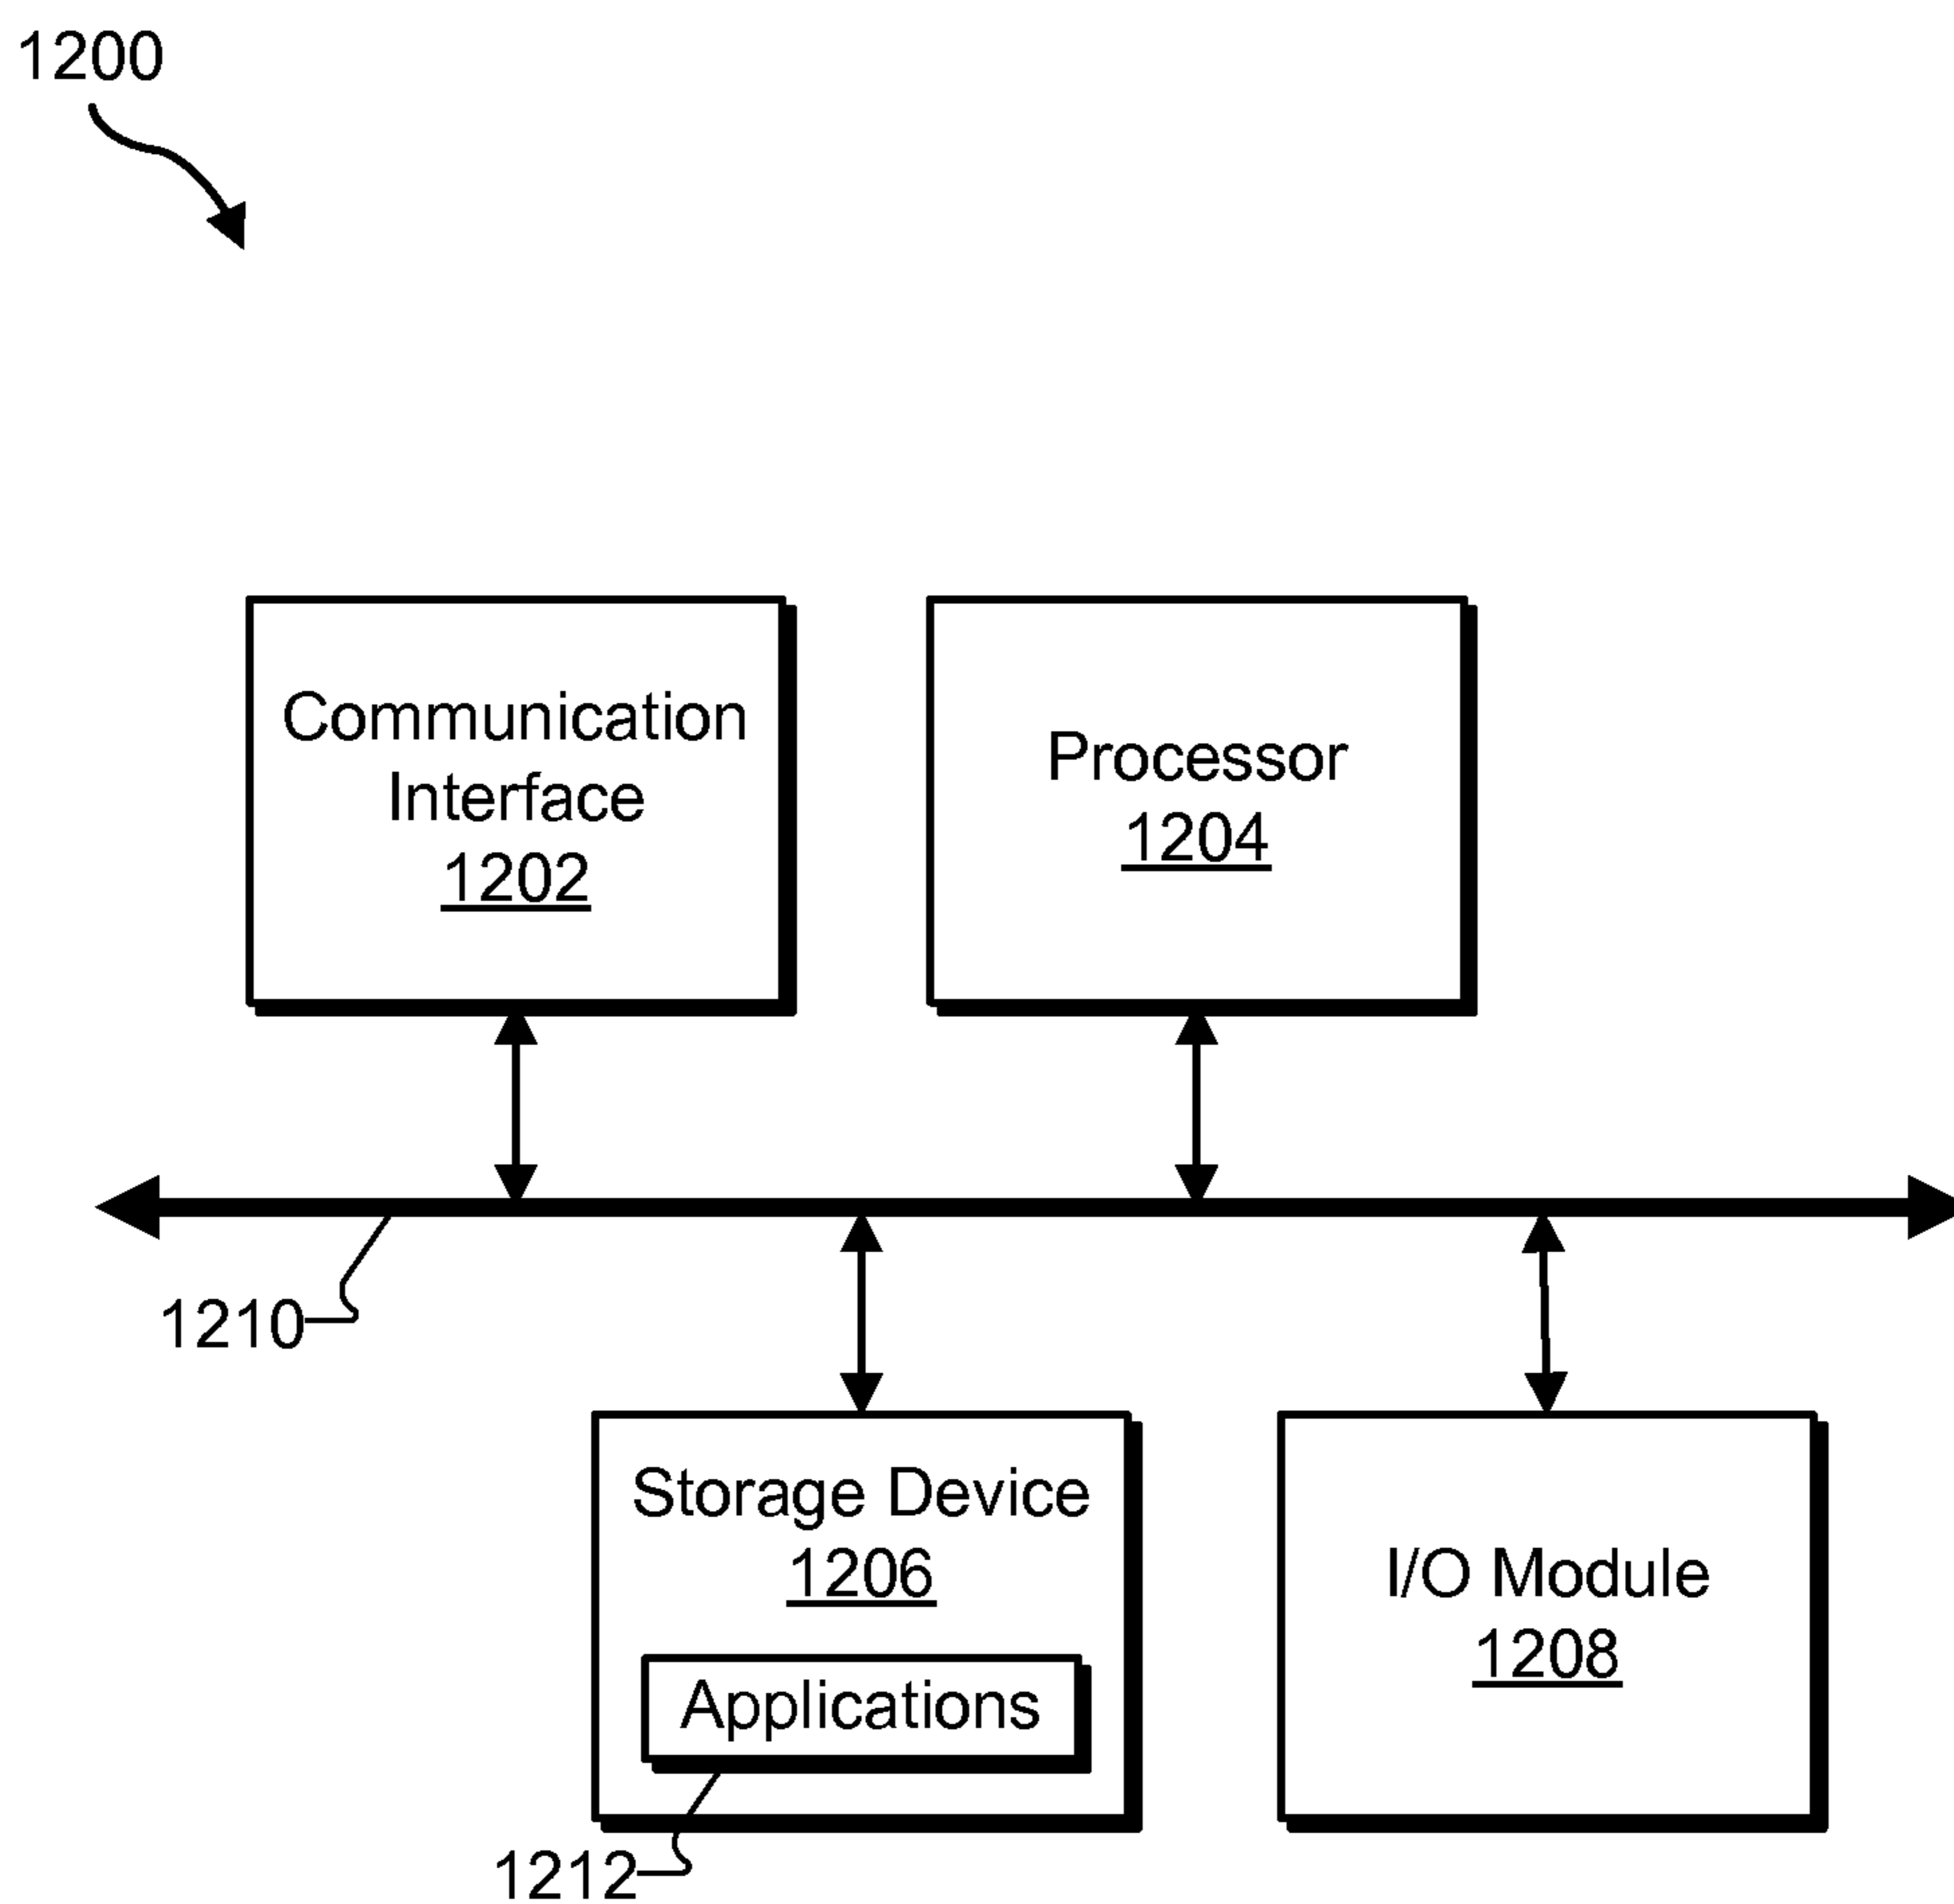 1200
Communication
Interface
1202
Processor
1204
1210
Storage Device
1206
Applications
1212
I/O Module
1208